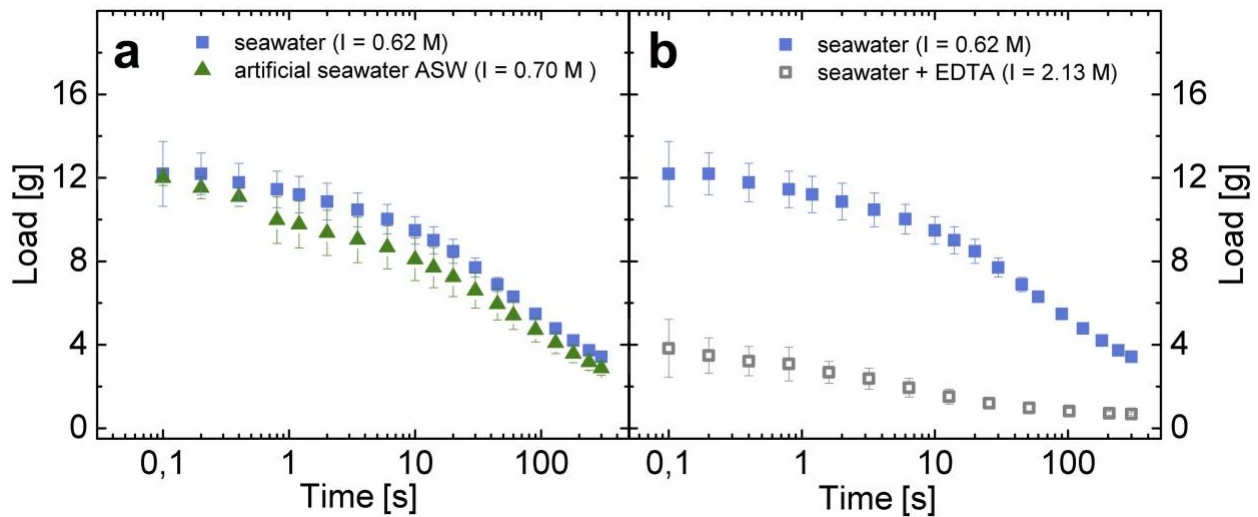 a
seawater (I = 0.62 M)
artificial seawater ASW (I = 0.70 M )
b
seawater (I = 0.62 M)
seawater + EDTA (I = 2.13 M)
Load [g]
16
12
8
4
0
0,1
1
10
100
Time [s]
0,1
1
10
100
Time [s]
16
12
8
4
0
Load [g]